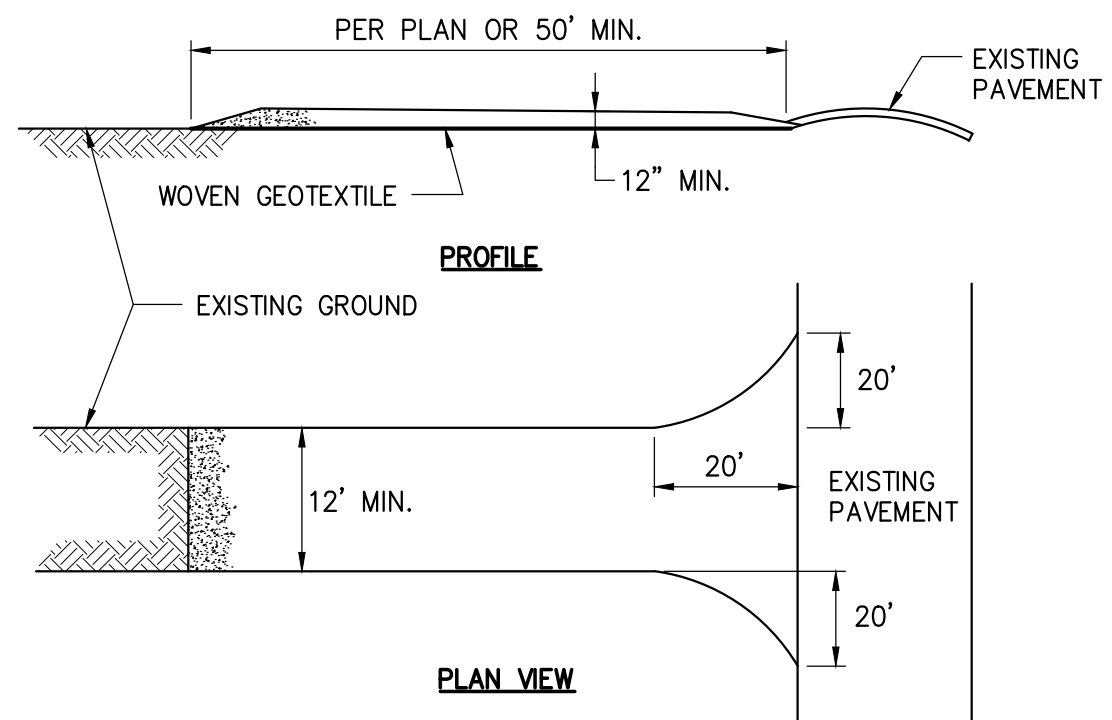 PER PLAN OR 50' MIN.
EXISTING
PAVEMENT
12" MIN.
WOVEN GEOTEXTILE
PROFILE
EXISTING GROUND
20'
20'
12' MIN.
EXISTING
PAVEMENT
20'
PLAN VIEW